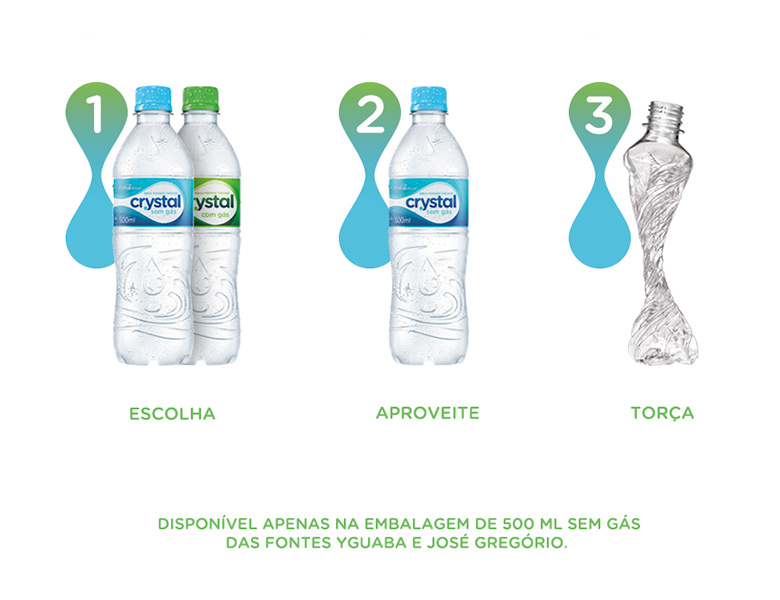 1
2
3
crystal
sem gás
500ml
rystal
com gás
crystal
sem gás
500ml
ESCOLHA
APROVEITE
TORÇA
DISPONÍVEL APENAS NA EMBALAGEM DE 500 ML SEM GÁS
DAS FONTES YGUABA E JOSÉ GREGÓRIO.